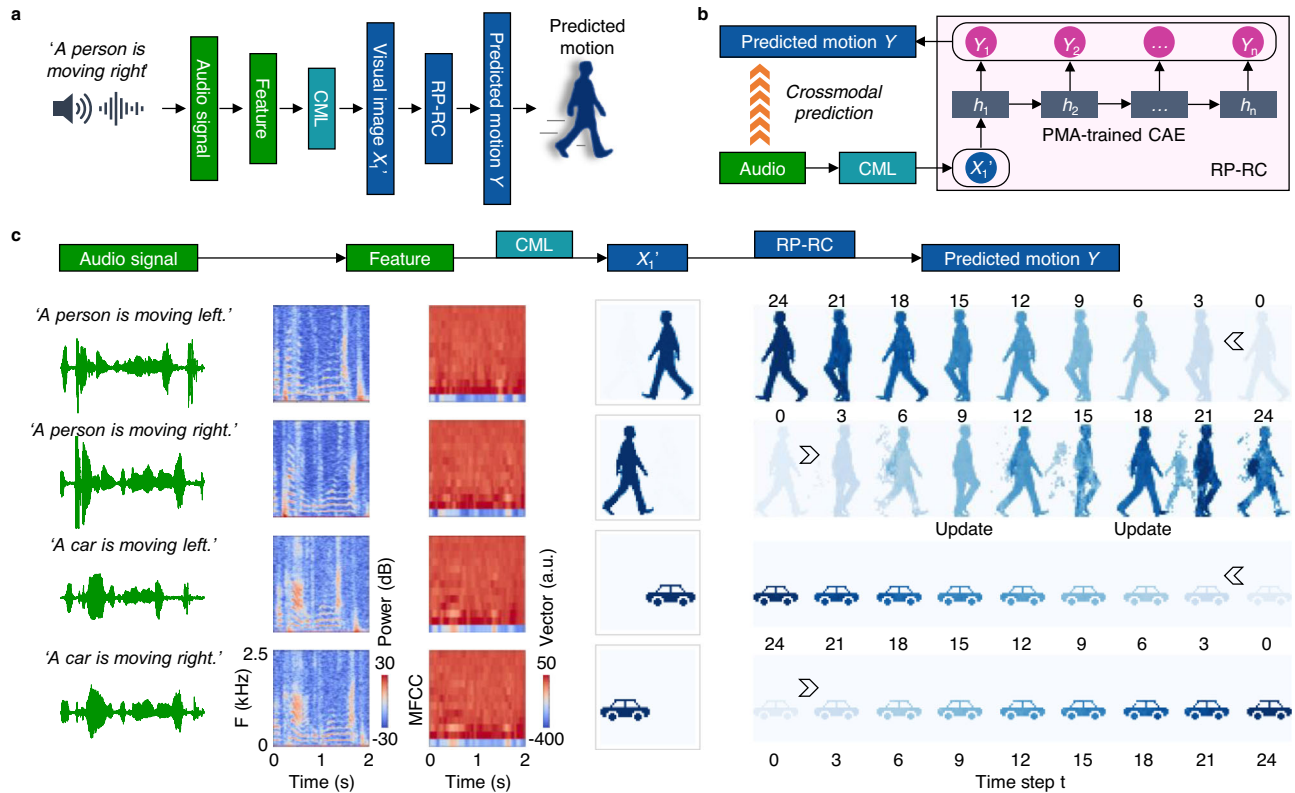 a
'A person is
moving right'
Audio signal
Feature
CML
Visual image X1'
RP-RC
Predicted motion Y
Predicted
motion
b
Predicted motion Y
Crossmodal
prediction
Audio
CML
Y1 Y2 ... Yn
h1 h2 ... hn
PMA-trained CAE
X1'
RP-RC
c
Audio signal
Feature
CML
X1'
RP-RC
Predicted motion Y
'A person is moving left.'
24 21 18 15 12 9 6 3 0
'A person is moving right.'
0 3 6 9 12 15 18 21 24
Update Update
'A car is moving left.'
24 21 18 15 12 9 6 3 0
'A car is moving right.'
F (kHz)
2.5
0
0 1 2
Time (s)
Power (dB)
30
-30
MFCC
0 1 2
Time (s)
Vector (a.u.)
50
-400
0 3 6 9 12 15 18 21 24
Time step t